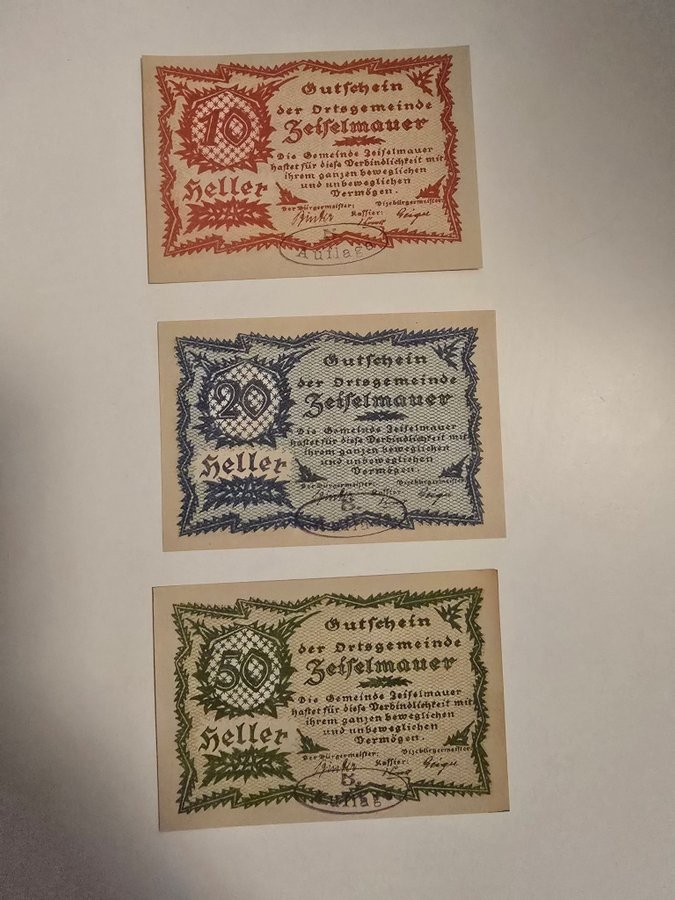 10
Heller
Gutschein
der Ortsgemeinde
Zeiselmauer
Die Gemeinde Zeiselmauer
haftet für diese Verbindlichkeit mit
ihrem ganzen beweglichen
und unbeweglichen
Vermögen.
Der Bürgermeister: Vizebürgermeister
Kassier:
Auflage
20
Heller
Gutschein
der Ortsgemeinde
Zeiselmauer
Die Gemeinde Zeiselmauer
haftet für diese Verbindlichkeit mit
ihrem ganzen beweglichen
und unbeweglichen
Vermögen.
Der Bürgermeister: Vizebürgermeister
Kassier
Auflage
50
Heller
Gutschein
der Ortsgemeinde
Zeiselmauer
Die Gemeinde Zeiselmauer
haftet für diese Verbindlichkeit mit
ihrem ganzen beweglichen
und unbeweglichen
Vermögen.
Der Bürgermeister: Vizebürgermeister
Kassier:
5.
Auflage